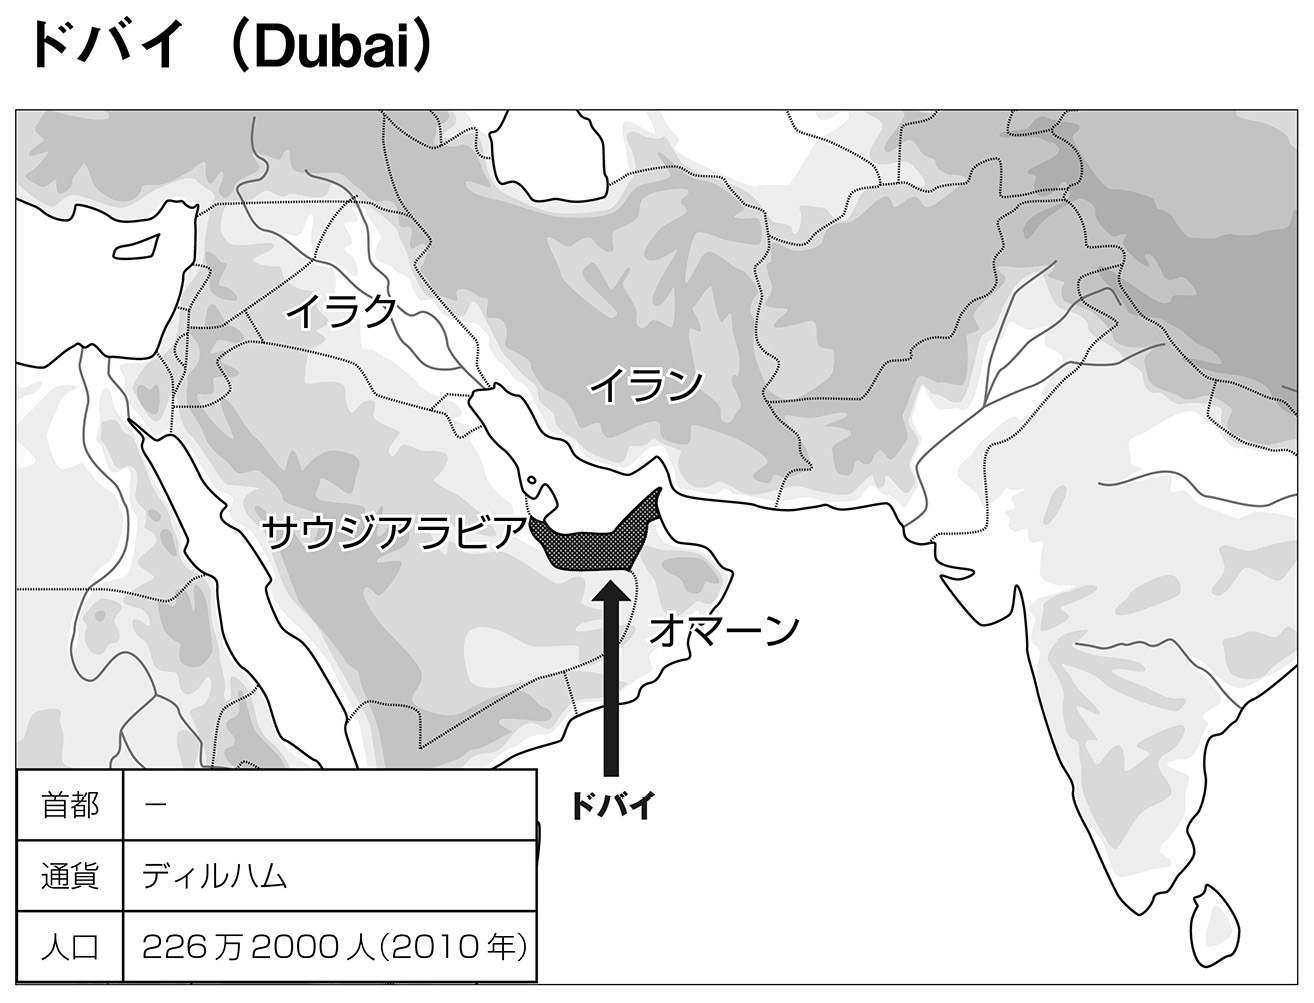 ドバイ（Dubai）
イラク
イラン
サウジアラビア
オマーン
ドバイ
首都 －
通貨 ディルハム
人口 226万2000人(2010年)